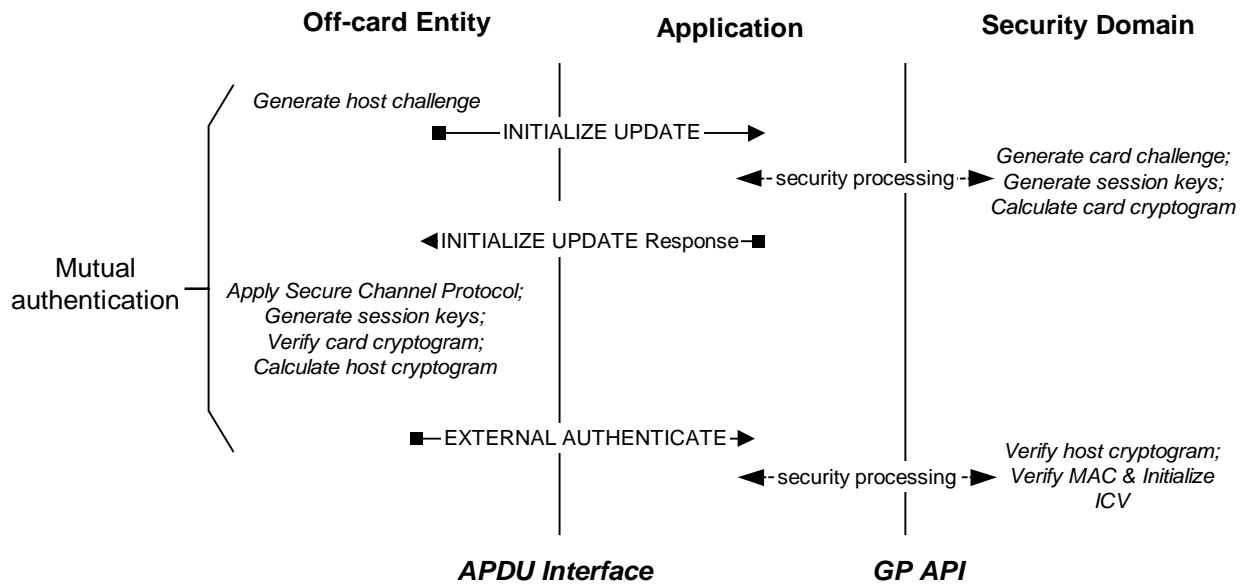 Off-card Entity
Application
Security Domain
Generate host challenge
INITIALIZE UPDATE
security processing
Generate card challenge;
Generate session keys;
Calculate card cryptogram
INITIALIZE UPDATE Response
Mutual
authentication
Apply Secure Channel Protocol;
Generate session keys;
Verify card cryptogram;
Calculate host cryptogram
EXTERNAL AUTHENTICATE
security processing
Verify host cryptogram;
Verify MAC & Initialize
ICV
APDU Interface
GP API